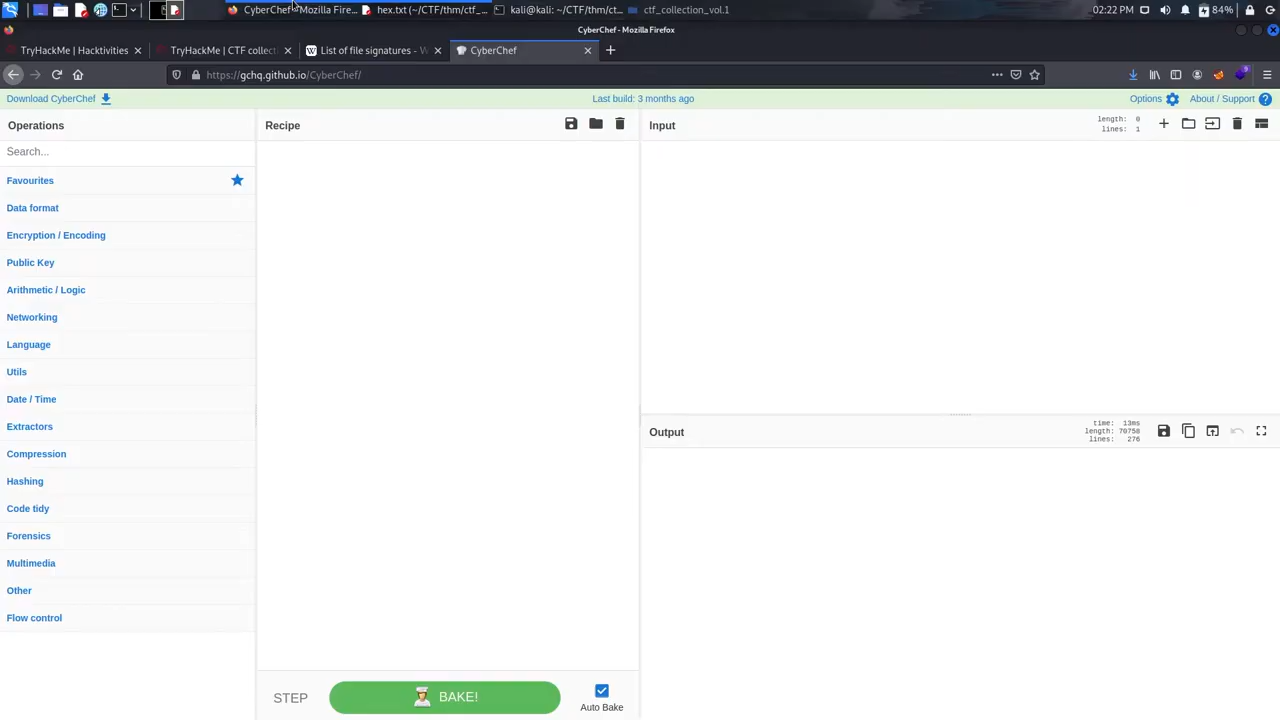 CyberChef - Mozilla Fire...
hex.txt (~/CTF/thm/ctf_...
kali@kali: ~/CTF/thm/ct...
ctf_collection_vol.1
02:22 PM
84%
CyberChef - Mozilla Firefox
TryHackMe | Hacktivities
TryHackMe | CTF collect
List of file signatures - W
CyberChef
https://gchq.github.io/CyberChef/
Download CyberChef
Last build: 3 months ago
Options
About / Support
Operations
Recipe
Input
length: 0
lines: 1
Search...
Favourites
Data format
Encryption / Encoding
Public Key
Arithmetic / Logic
Networking
Language
Utils
Date / Time
Extractors
Compression
Hashing
Code tidy
Forensics
Multimedia
Other
Flow control
Output
time: 13ms
length: 70758
lines: 276
STEP
BAKE!
Auto Bake